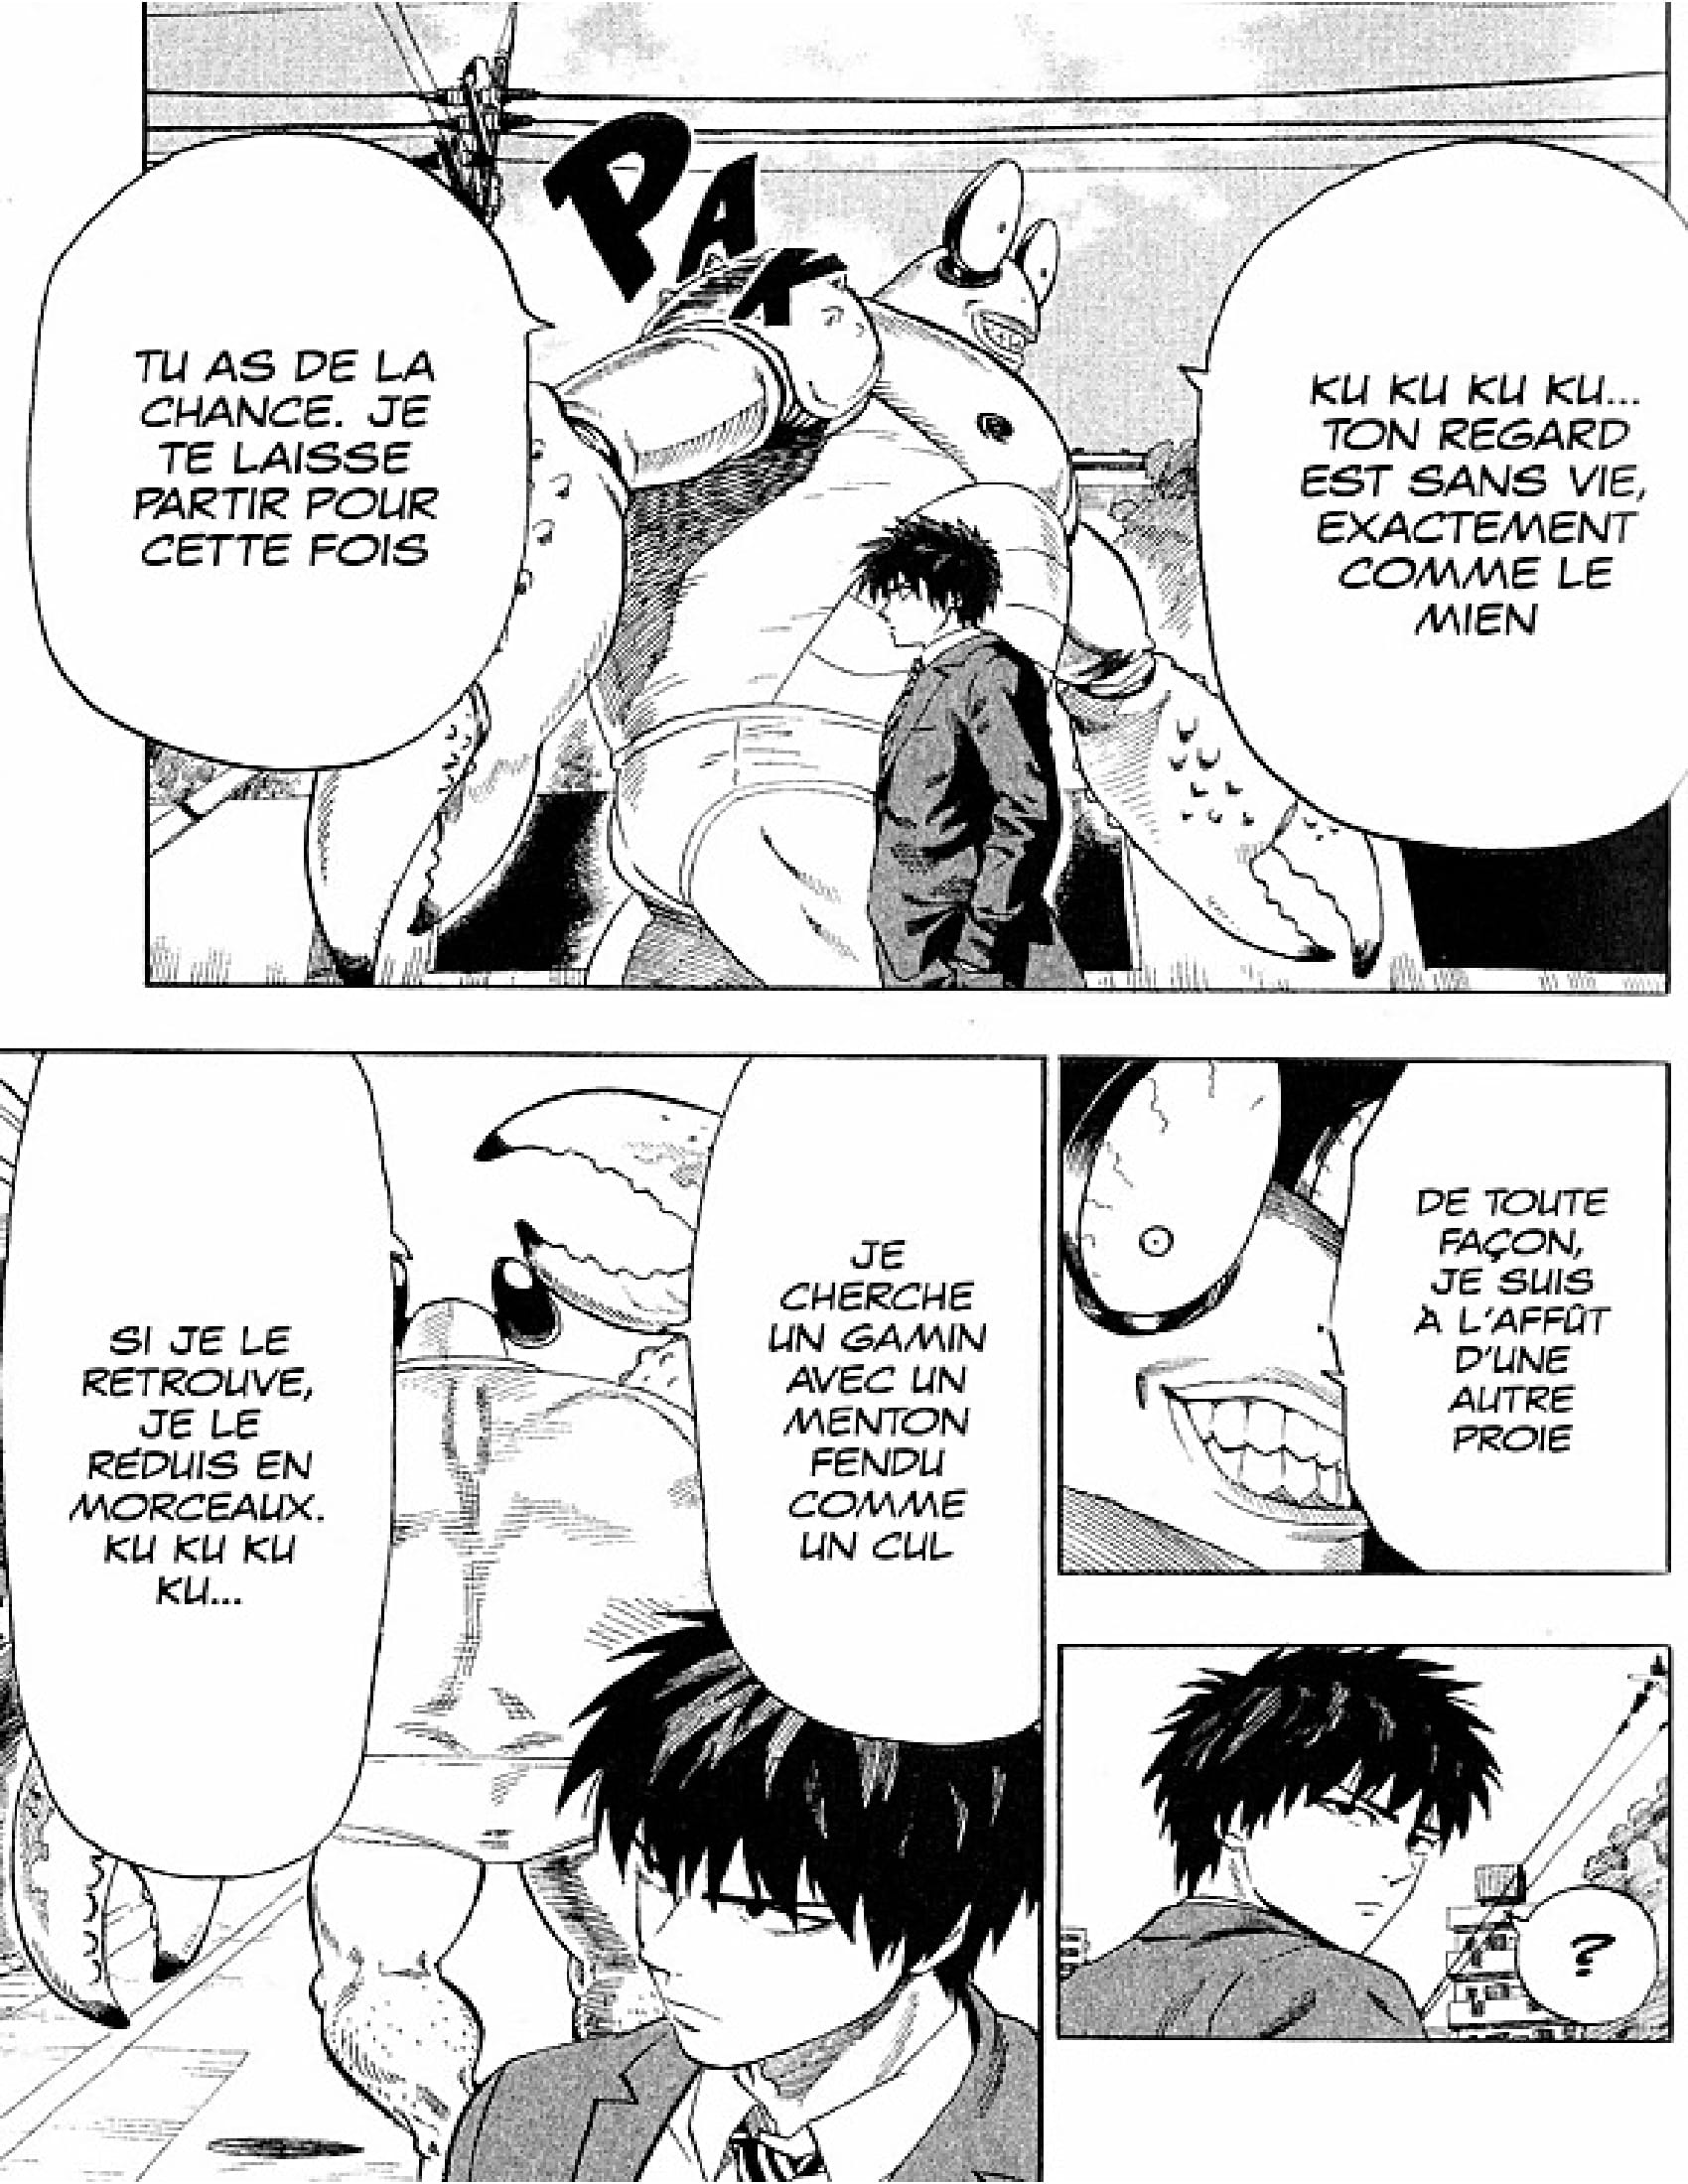 KU KU KU KU...
TON REGARD
EST SANS VIE,
EXACTEMENT
COMME LE
MIEN
PAK
TU AS DE LA
CHANCE. JE
TE LAISSE
PARTIR POUR
CETTE FOIS
DE TOUTE
FAÇON,
JE SUIS
À L'AFFÛT
D'UNE
AUTRE
PROIE
?
JE
CHERCHE
UN GAMIN
AVEC UN
MENTON
FENDU
COMME
UN CUL
SI JE LE
RETROUVE,
JE LE
RÉDUIS EN
MORCEAUX.
KU KU KU
KU...